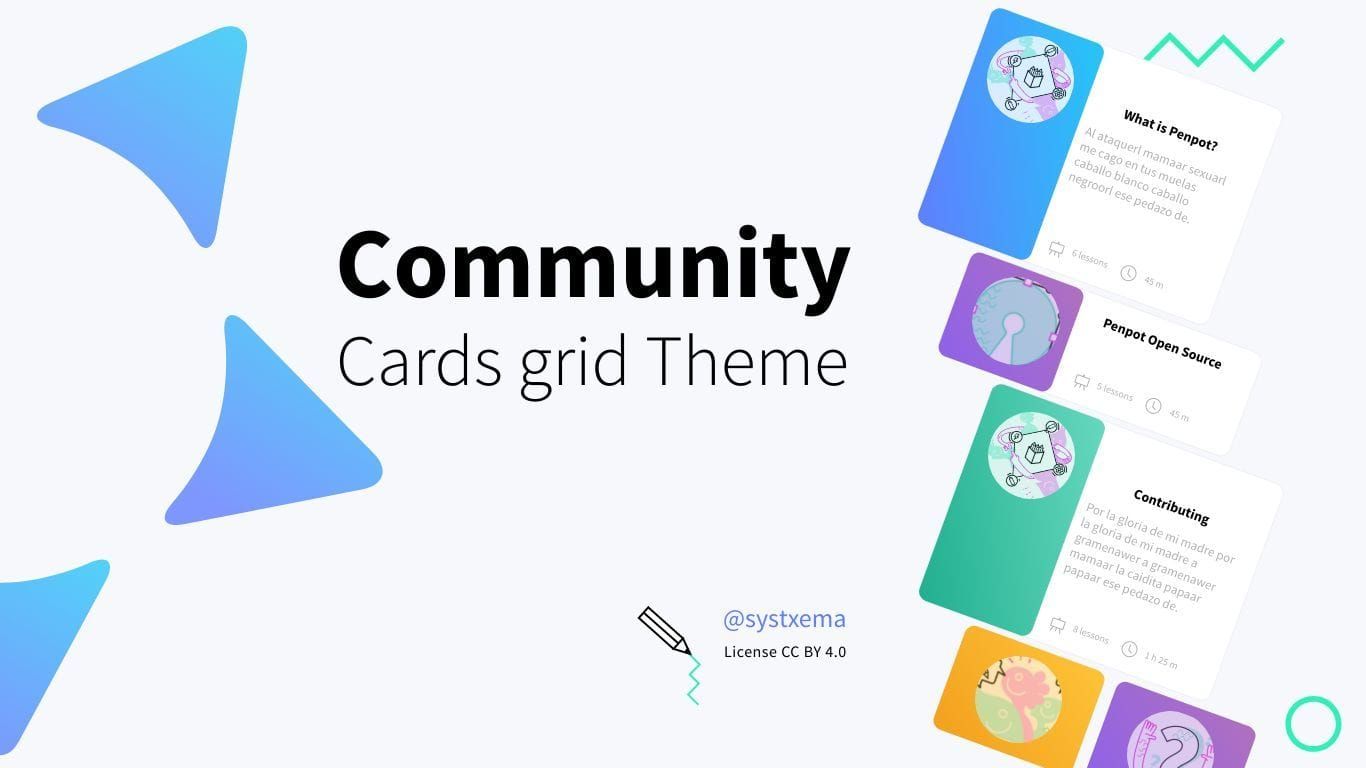 Community
Cards grid Theme
@systxema
License CC BY 4.0
What is Penpot?
Al ataquerl mamaar sexuarl
me cago en tus muelas
caballo blanco caballo
negroorl ese pedazo de.
6 lessons 45 m
Penpot Open Source
5 lessons 45 m
Contributing
Por la gloria de mi madre por
la gloria de mi madre a
gramenawer a gramenawer
mamaar la caidita papaar
papaar ese pedazo de.
8 lessons 1 h 25 m
?